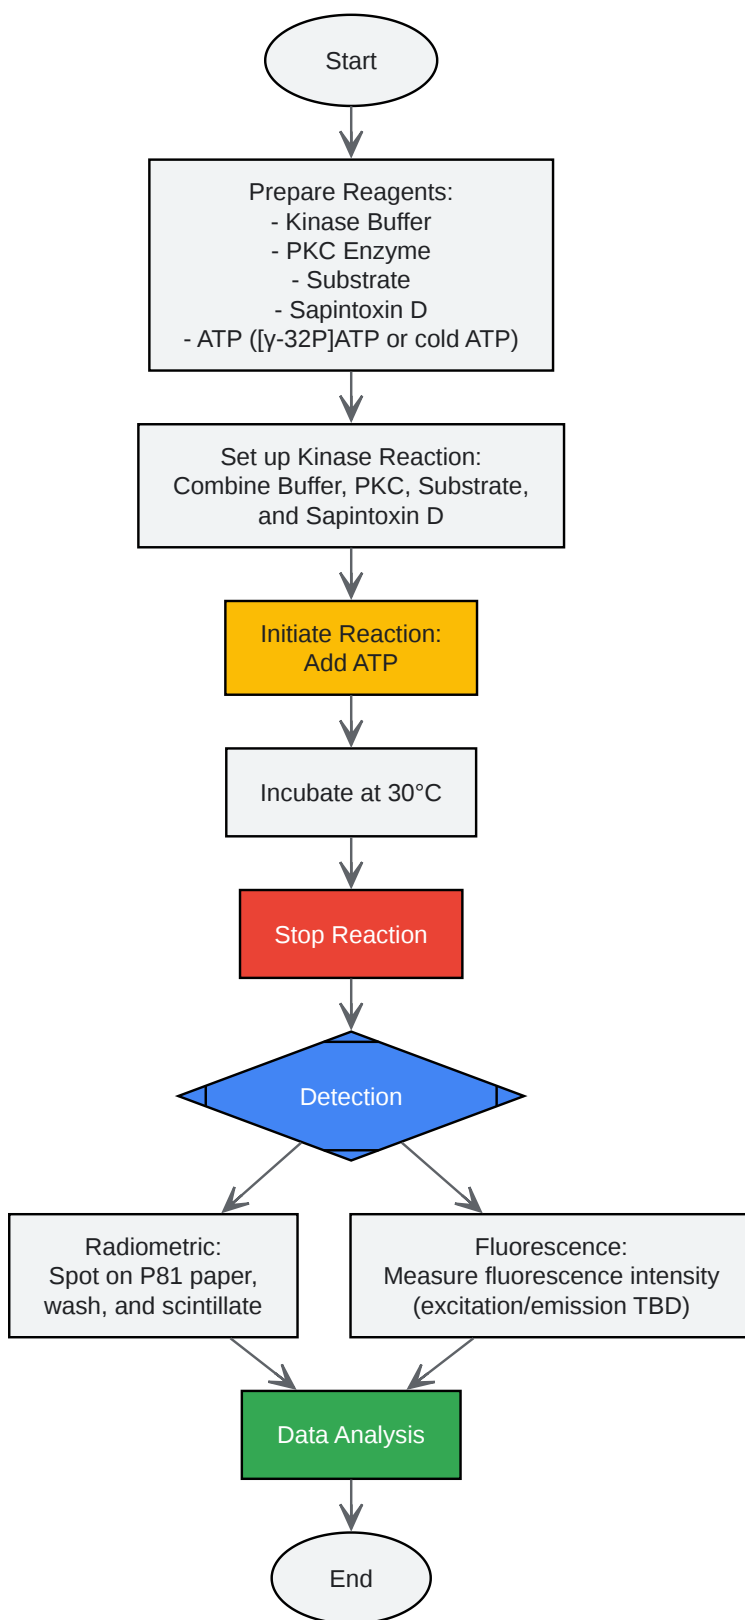 Start
Prepare Reagents:
- Kinase Buffer
- PKC Enzyme
- Substrate
- Sapintoxin D
- ATP ([γ-32P]ATP or cold ATP)
Set up Kinase Reaction:
Combine Buffer, PKC, Substrate,
and Sapintoxin D
Initiate Reaction:
Add ATP
Incubate at 30°C
Stop Reaction
Detection
Radiometric:
Spot on P81 paper,
wash, and scintillate
Fluorescence:
Measure fluorescence intensity
(excitation/emission TBD)
Data Analysis
End